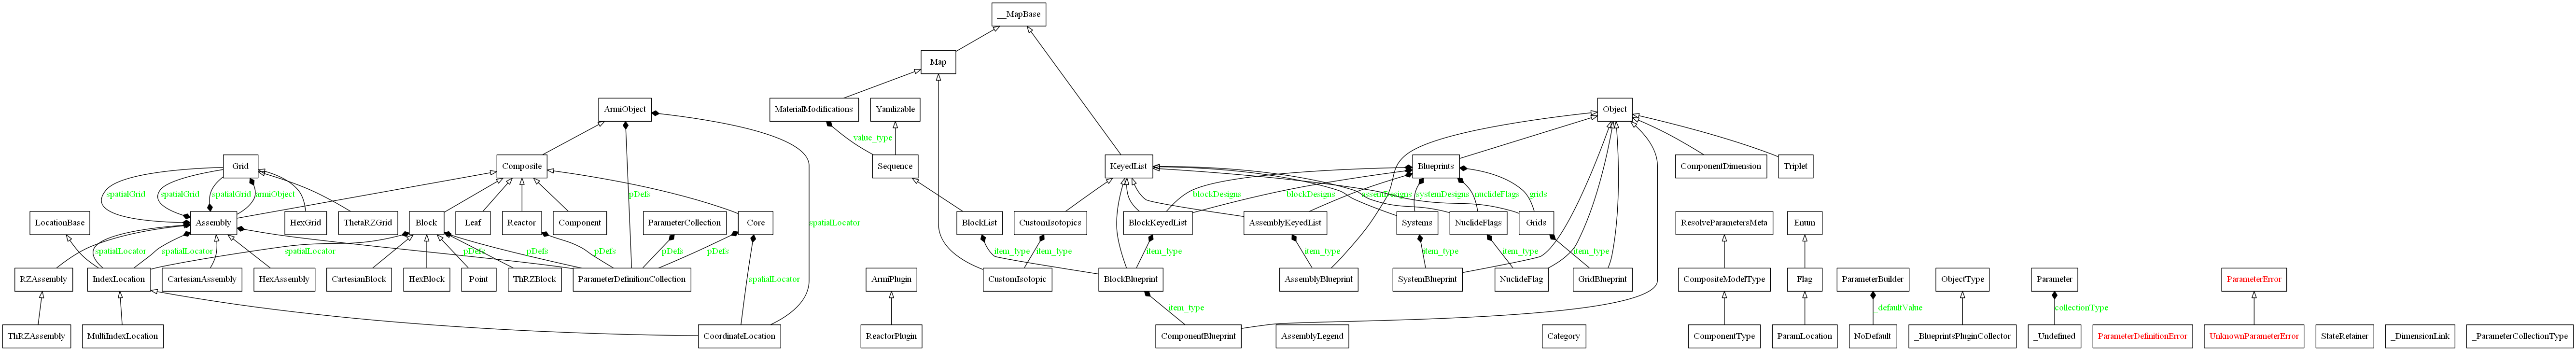 __MapBase
Map
ArmiObject
MaterialModifications
Yamlizable
Object
value_type
Grid
Composite
Sequence
KeyedList
Blueprints
ComponentDimension
Triplet
spatialGrid
spatialGrid
spatialGrid
armiObject
pDefs
blockDesigns
blockDesigns
assemDesigns
systemDesigns
nuclideFlags
grids
LocationBase
Assembly
HexGrid
ThetaRZGrid
Block
Leaf
Reactor
Component
ParameterCollection
Core
spatialLocator
BlockList
CustomIsotopics
BlockKeyedList
AssemblyKeyedList
Systems
NuclideFlags
Grids
ResolveParametersMeta
Enum
spatialLocator
spatialLocator
spatialLocator
pDefs
pDefs
pDefs
pDefs
pDefs
item_type
item_type
item_type
item_type
item_type
item_type
item_type
RZAssembly
IndexLocation
CartesianAssembly
HexAssembly
CartesianBlock
HexBlock
Point
ThRZBlock
ParameterDefinitionCollection
spatialLocator
ArmiPlugin
CustomIsotopic
BlockBlueprint
AssemblyBlueprint
SystemBlueprint
NuclideFlag
GridBlueprint
CompositeModelType
Flag
ParameterBuilder
ObjectType
Parameter
ParameterError
item_type
_defaultValue
collectionType
ThRZAssembly
MultiIndexLocation
CoordinateLocation
ReactorPlugin
ComponentBlueprint
AssemblyLegend
Category
ComponentType
ParamLocation
NoDefault
_BlueprintsPluginCollector
_Undefined
ParameterDefinitionError
UnknownParameterError
StateRetainer
_DimensionLink
_ParameterCollectionType